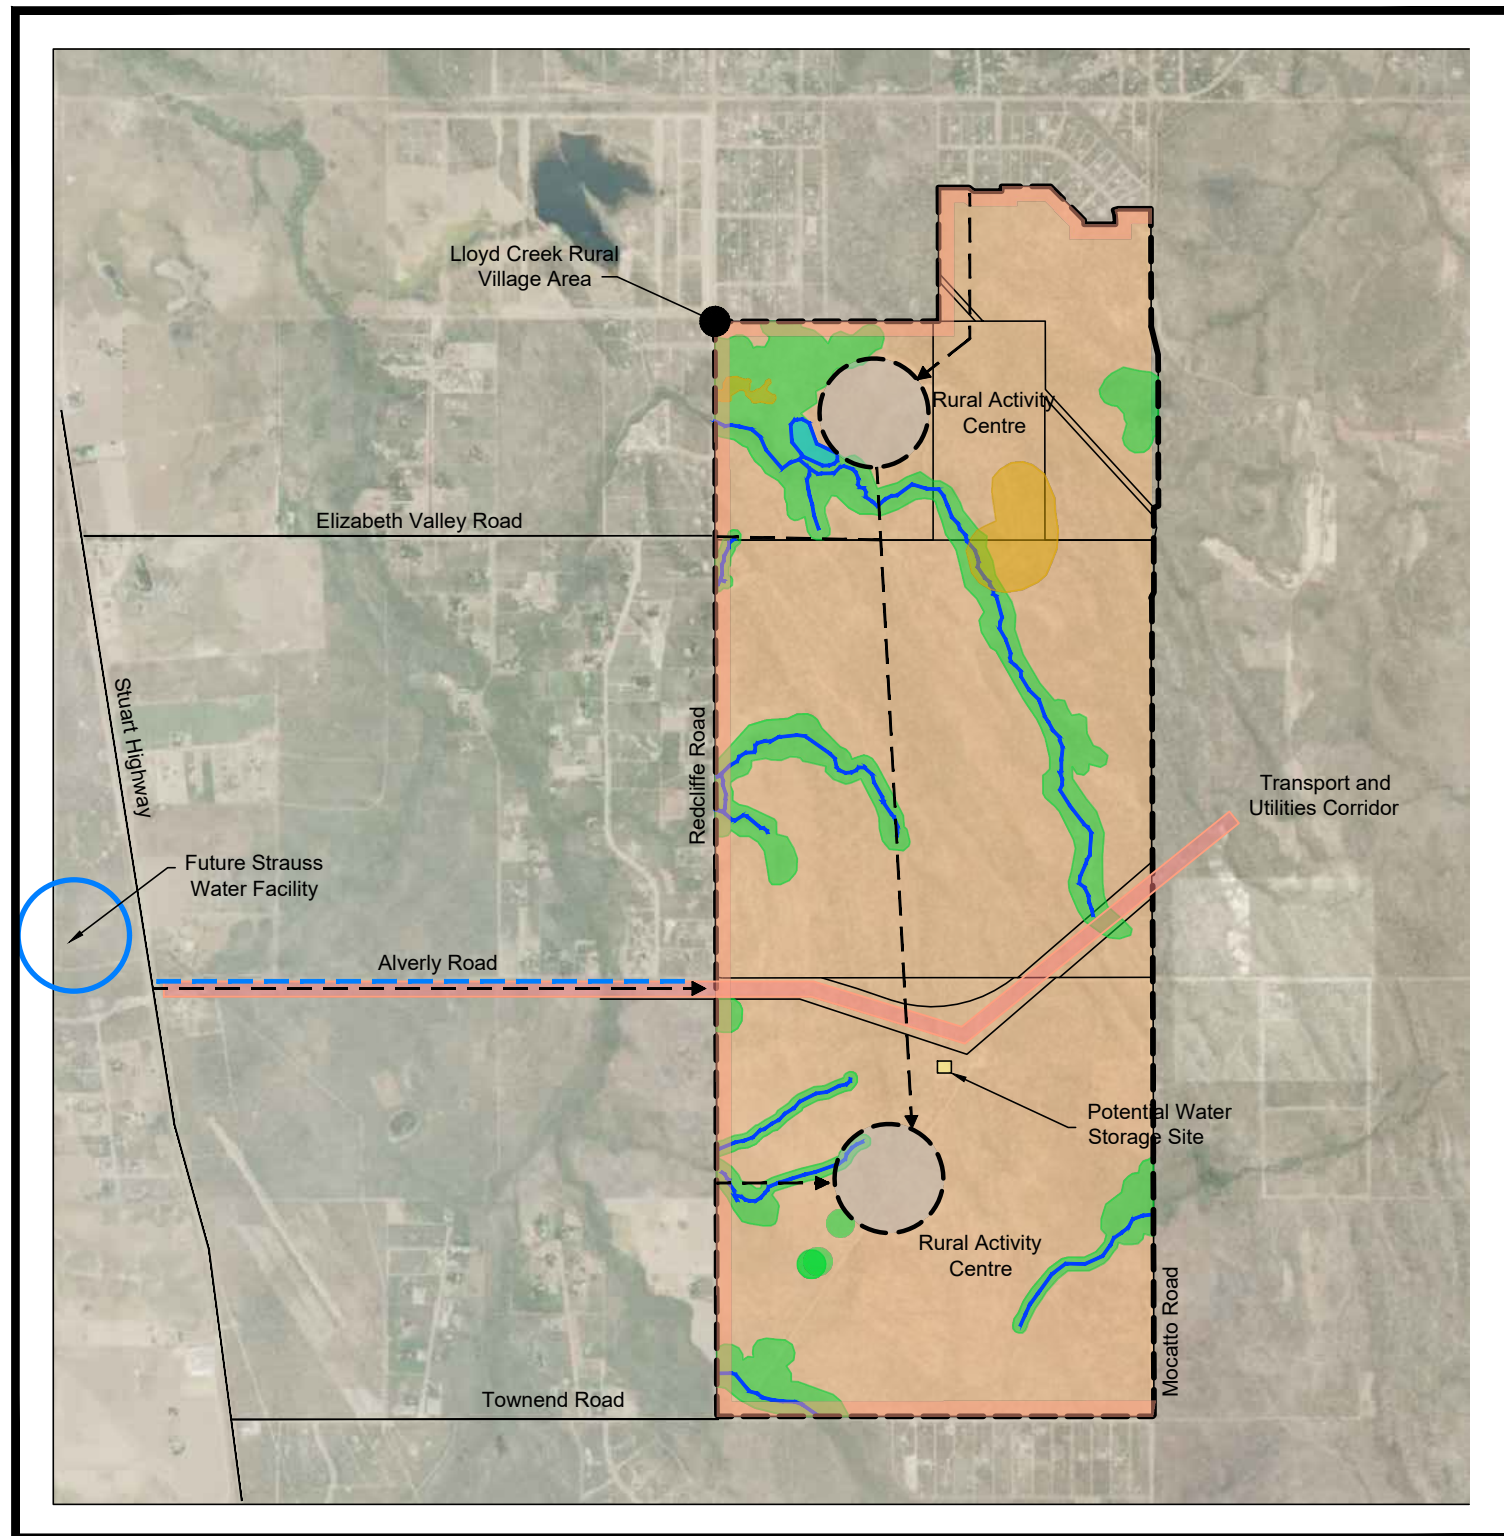 Lloyd Creek Rural
Village Area
Rural Activity
Centre
Elizabeth Valley Road
Stuart Highway
Redcliffe Road
Transport and
Utilities Corridor
Future Strauss
Water Facility
Alverly Road
Potential Water
Storage Site
Rural Activity
Centre
Mocatto Road
Townend Road